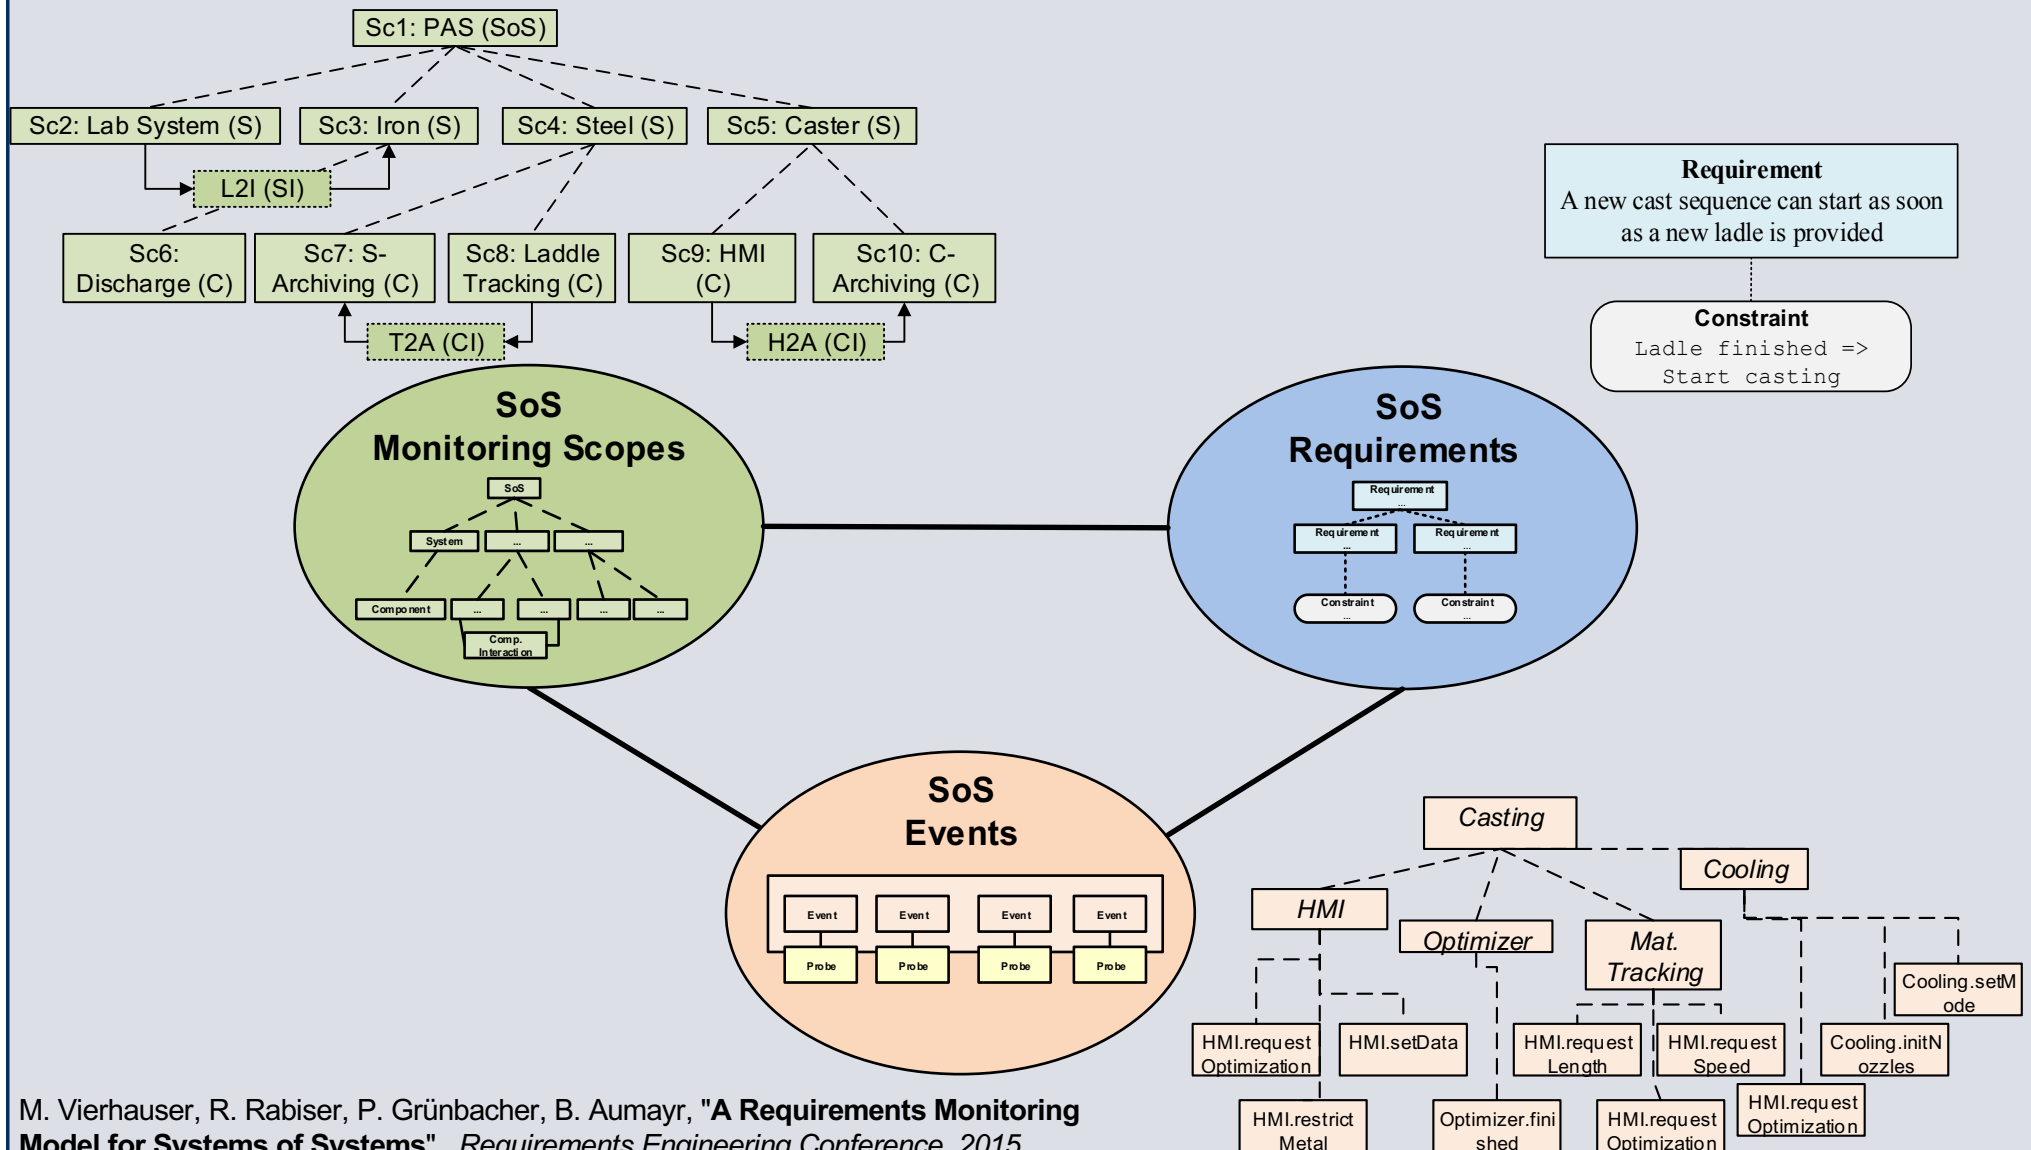 Sc1: PAS (SoS)
Sc2: Lab System (S)
Sc3: Iron (S)
Sc4: Steel (S)
Sc5: Caster (S)
L2I (SI)
Sc6:
Discharge (C)
Sc7: S-
Archiving (C)
Sc8: Laddle
Tracking (C)
Sc9: HMI
(C)
Sc10: C-
Archiving (C)
T2A (CI)
H2A (CI)
Requirement
A new cast sequence can start as soon
as a new ladle is provided
Constraint
Ladle finished =>
Start casting
SoS
Monitoring Scopes
SoS
System
...
...
Component
...
...
...
...
Comp.
Interaction
SoS
Requirements
Requirement
...
Requirement
...
Requirement
...
Constraint
...
Constraint
...
SoS
Events
Event
Event
Event
Event
Probe
Probe
Probe
Probe
Casting
Cooling
HMI
Optimizer
Mat.
Tracking
Cooling.setM
ode
HMI.request
Optimization
HMI.setData
HMI.request
Length
HMI.request
Speed
Cooling.initN
ozzles
HMI.restrict
Metal
Optimizer.fini
shed
HMI.request
Optimization
HMI.request
Optimization
M. Vierhauser, R. Rabiser, P. Grünbacher, B. Aumayr, "A Requirements Monitoring
Model for Systems of Systems" Requirements Engineering Conference, 2015